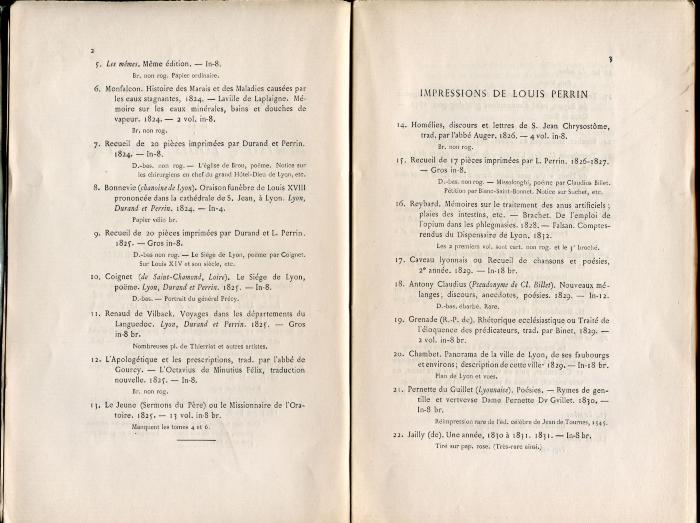 2
5. Les mêmes. Même édition. — In-8.
Br. non rog. Papier ordinaire.
6. Monfalcon. Histoire des Marais et des Maladies causées par
les eaux stagnantes, 1824. — Laville de Laplaigne. Mé-
moire sur les eaux minérales, bains et douches de
vapeur. 1824. — 2 vol. in-8.
Br. non rog.
7. Recueil de 20 pièces imprimées par Durand et Perrin.
1824. — In-8.
D.-bas. non rog. — L'église de Brou, poème. Notice sur
les chirurgiens en chef du grand Hôtel-Dieu de Lyon, etc.
8. Bonnevie (chanoine de Lyon). Oraison funèbre de Louis XVIII
prononcée dans la cathédrale de S. Jean, à Lyon. Lyon,
Durand et Perrin. 1824. — In-4.
Papier vélin br.
9. Recueil de 20 pièces imprimées par Durand et L. Perrin.
1825. — Gros in-8.
D.-bas non rog — Le Siége de Lyon, poème par Coignet.
Sur Louis XIV et son siècle, etc.
10. Coignet (de Saint-Chamond, Loire). Le Siége de Lyon,
poëme. Lyon, Durand et Perrin. 1825. — In-8.
D.-bas. — Portrait du général Précy.
11. Renaud de Vilback. Voyages dans les départements du
Languedoc. Lyon, Durand et Perrin. 1825. — Gros
in-8 br.
Nombreuses pl. de Thierriat et autres artistes.
12. L'Apologétique et les prescriptions, trad. par l'abbé de
Gourcy. — L'Octavius de Minutius Félix, traduction
nouvelle. 1825. — In-8.
Br. non rog.
13. Le Jeune (Sermons du Père) ou le Missionnaire de l'Ora-
toire. 1825. — 13 vol. in-8 br.
Manquent les tomes 4 et 6.
3
IMPRESSIONS DE LOUIS PERRIN
14. Homélies, discours et lettres de S. Jean Chrysostôme,
trad. par l'abbé Auger. 1826. — 4 vol. in-8.
Br. non rog.
15. Recueil de 17 pièces imprimées par L. Perrin. 1826-1827.
— Gros in-8.
D.-bas. non rog. — Missolonghi, poème par Claudius Billet.
Pétition par Blanc-Saint-Bonnet. Notice sur Suchet, etc.
16. Reybard. Mémoires sur le traitement des anus artificiels ;
plaies des intestins, etc. — Brachet. De l'emploi de
l'opium dans les phlegmasies. 1828. — Falsan. Comptes-
rendus du Dispensaire de Lyon. 1832.
Les 2 premiers vol. sont cart. non rog. et le 3e broché.
17. Caveau lyonnais ou Recueil de chansons et poésies,
2e année. 1829. — In-18 br.
18. Antony Claudius (Pseudonyme de Cl. Billet). Nouveaux mé-
langes ; discours, anecdotes, poésies. 1829. — In-12.
D.-bas. ébarbé. Rare.
19. Grenade (R.-P. de). Rhétorique ecclésiastique ou Traité de
l'éloquence des prédicateurs, trad. par Binet, 1829. —
2 vol. in-8 br.
20. Chambet. Panorama de la ville de Lyon, de ses faubourgs
et environs ; description de cette ville 1829. — In-18 br.
Plan de Lyon et vues.
21. Pernette du Guillet (Lyonnaise). Poésies. — Rymes de gen-
tille et vertvevse Dame Pernette Dv Gvillet. 1830. —
In-8 br.
Réimpression rare de l'éd. célèbre de Jean de Tournes, 1545.
22. Jailly (de). Une année, 1830 à 1831. 1831. — In-8 br.
Tiré sur pap. rose. (Très-rare ainsi.)